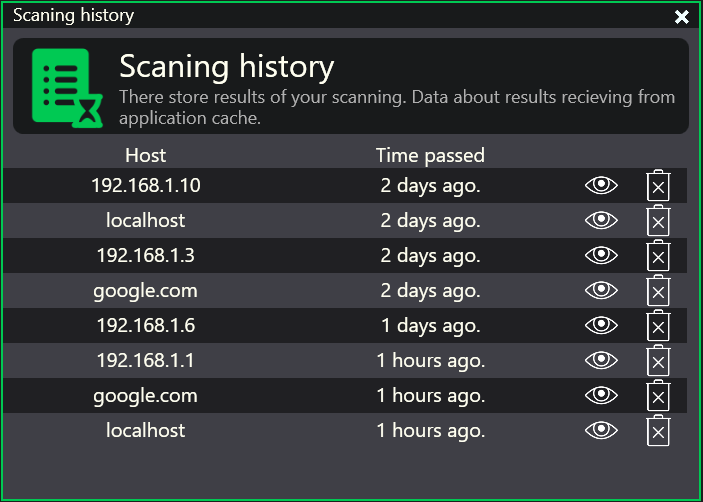 Scaning history
Scaning history
There store results of your scanning. Data about results recieving from
application cache.
Host Time passed
192.168.1.10 2 days ago.
localhost 2 days ago.
192.168.1.3 2 days ago.
google.com 2 days ago.
192.168.1.6 1 days ago.
192.168.1.1 1 hours ago.
google.com 1 hours ago.
localhost 1 hours ago.